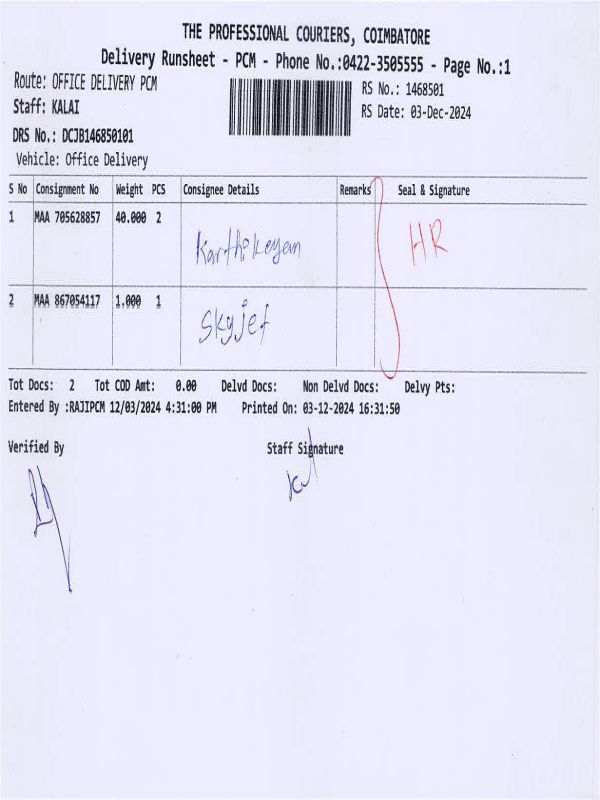 THE PROFESSIONAL COURIERS, COIMBATORE
Delivery Runsheet - PCM - Phone No.:0422-3505555 - Page No.:1
Route: OFFICE DELIVERY PCM
RS No.: 1468501
Staff: KALAI
RS Date: 03-Dec-2024
DRS No.: DCJB146850101
Vehicle: Office Delivery
S No Consignment No Weight PCS Consignee Details Remarks Seal & Signature
1 MAA 705628857 40.000 2 Karthikeyan HR
2 MAA 867054117 1.000 1 Skyjet
Tot Docs: 2 Tot COD Amt: 0.00 Delvd Docs: Non Delvd Docs: Delvy Pts:
Entered By :RAJIPCM 12/03/2024 4:31:00 PM Printed On: 03-12-2024 16:31:50
Verified By Staff Signature